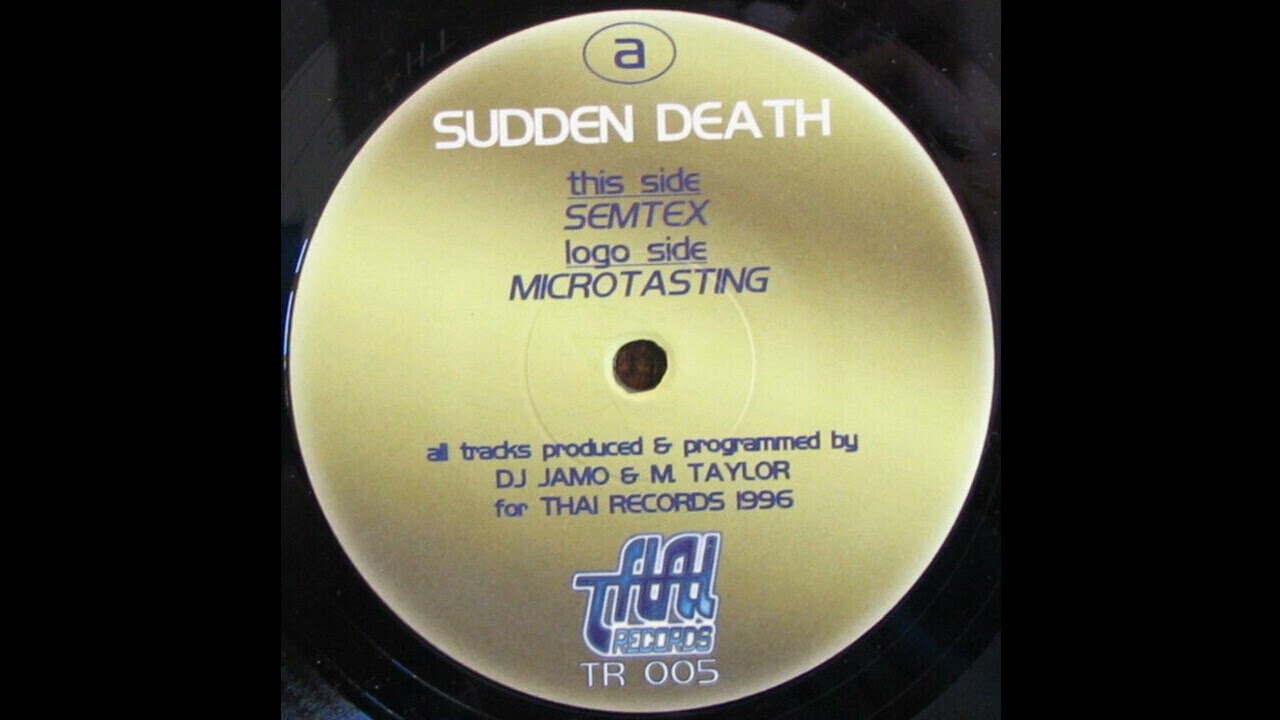 a
SUDDEN DEATH
this side
SEMTEX
logo side
MICROTASTING
all tracks produced & programmed by
DJ JAMO & M. TAYLOR
for THAI RECORDS 1996
Thai
RECORDS
TR 005